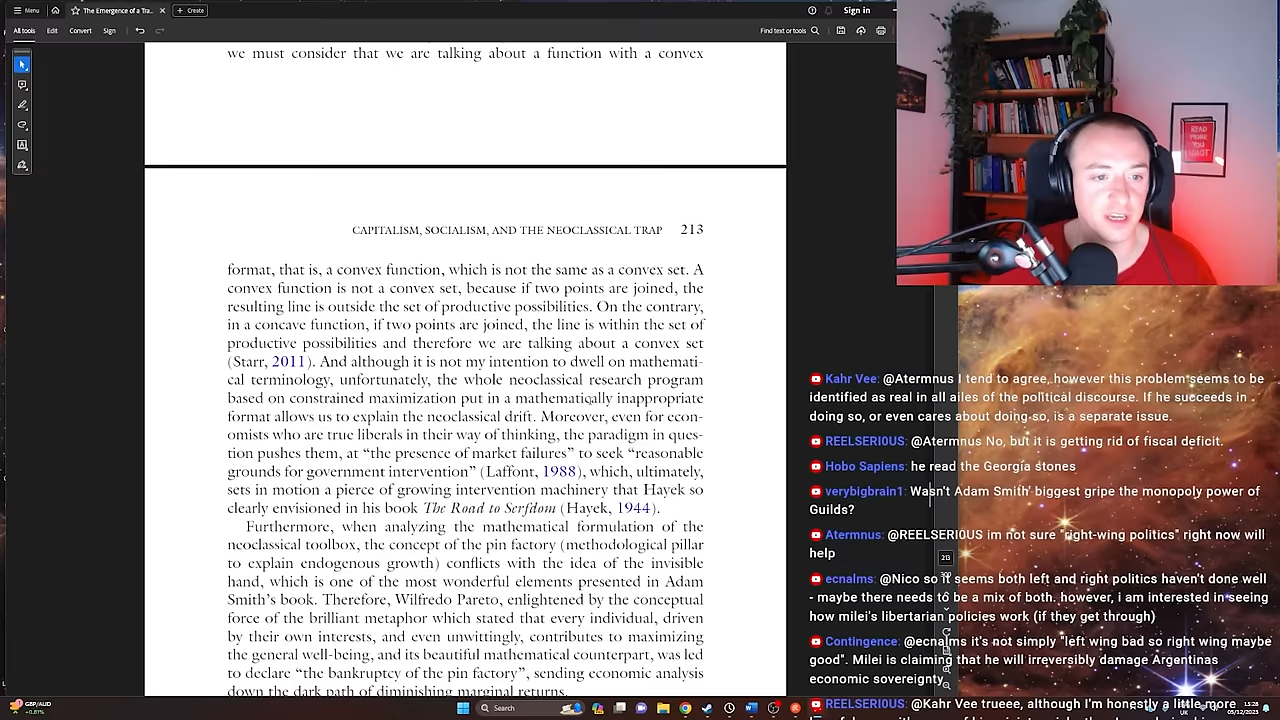 Menu
The Emergence of a Tra...
Create
Sign in
All tools
Edit
Convert
Sign
Find text or tools
we must consider that we are talking about a function with a convex
CAPITALISM, SOCIALISM, AND THE NEOCLASSICAL TRAP 213
format, that is, a convex function, which is not the same as a convex set. A
convex function is not a convex set, because if two points are joined, the
resulting line is outside the set of productive possibilities. On the contrary,
in a concave function, if two points are joined, the line is within the set of
productive possibilities and therefore we are talking about a convex set
(Starr, 2011). And although it is not my intention to dwell on mathemati-
cal terminology, unfortunately, the whole neoclassical research program
based on constrained maximization put in a mathematically inappropriate
format allows us to explain the neoclassical drift. Moreover, even for econ-
omists who are true liberals in their way of thinking, the paradigm in ques-
tion pushes them, at “the presence of market failures” to seek “reasonable
grounds for government intervention” (Laffont, 1988), which, ultimately,
sets in motion a pierce of growing intervention machinery that Hayek so
clearly envisioned in his book The Road to Serfdom (Hayek, 1944).
Furthermore, when analyzing the mathematical formulation of the
neoclassical toolbox, the concept of the pin factory (methodological pillar
to explain endogenous growth) conflicts with the idea of the invisible
hand, which is one of the most wonderful elements presented in Adam
Smith’s book. Therefore, Wilfredo Pareto, enlightened by the conceptual
force of the brilliant metaphor which stated that every individual, driven
by their own interests, and even unwittingly, contributes to maximizing
the general well-being, and its beautiful mathematical counterpart, was led
to declare “the bankruptcy of the pin factory”, sending economic analysis
down the dark path of diminishing marginal returns.
READ
MORE
YOU
IDIOT
Kahr Vee: @Atermnus I tend to agree, however this problem seems to be
identified as real in all ailes of the political discourse. If he succeeds in
doing so, or even cares about doing so, is a separate issue.
REELSERI0US: @Atermnus No, but it is getting rid of fiscal deficit.
Hobo Sapiens: he read the Georgia stones
verybigbrain1: Wasn't Adam Smith' biggest gripe the monopoly power of
Guilds?
Atermnus: @REELSERI0US im not sure "right-wing politics" right now will
help
213
ecnalms: @Nico so it seems both left and right politics haven't done well
- maybe there needs to be a mix of both. however, i am interested in seeing
how milei's libertarian policies work (if they get through)
Contingence: @ecnalms it's not simply "left wing bad so right wing maybe
good". Milei is claiming that he will irreversibly damage Argentinas
economic sovereignty
REELSERI0US: @Kahr Vee trueee, although I'm honestly a little more
GBP/AUD
+0.81%
Search
15:28
05/12/2023